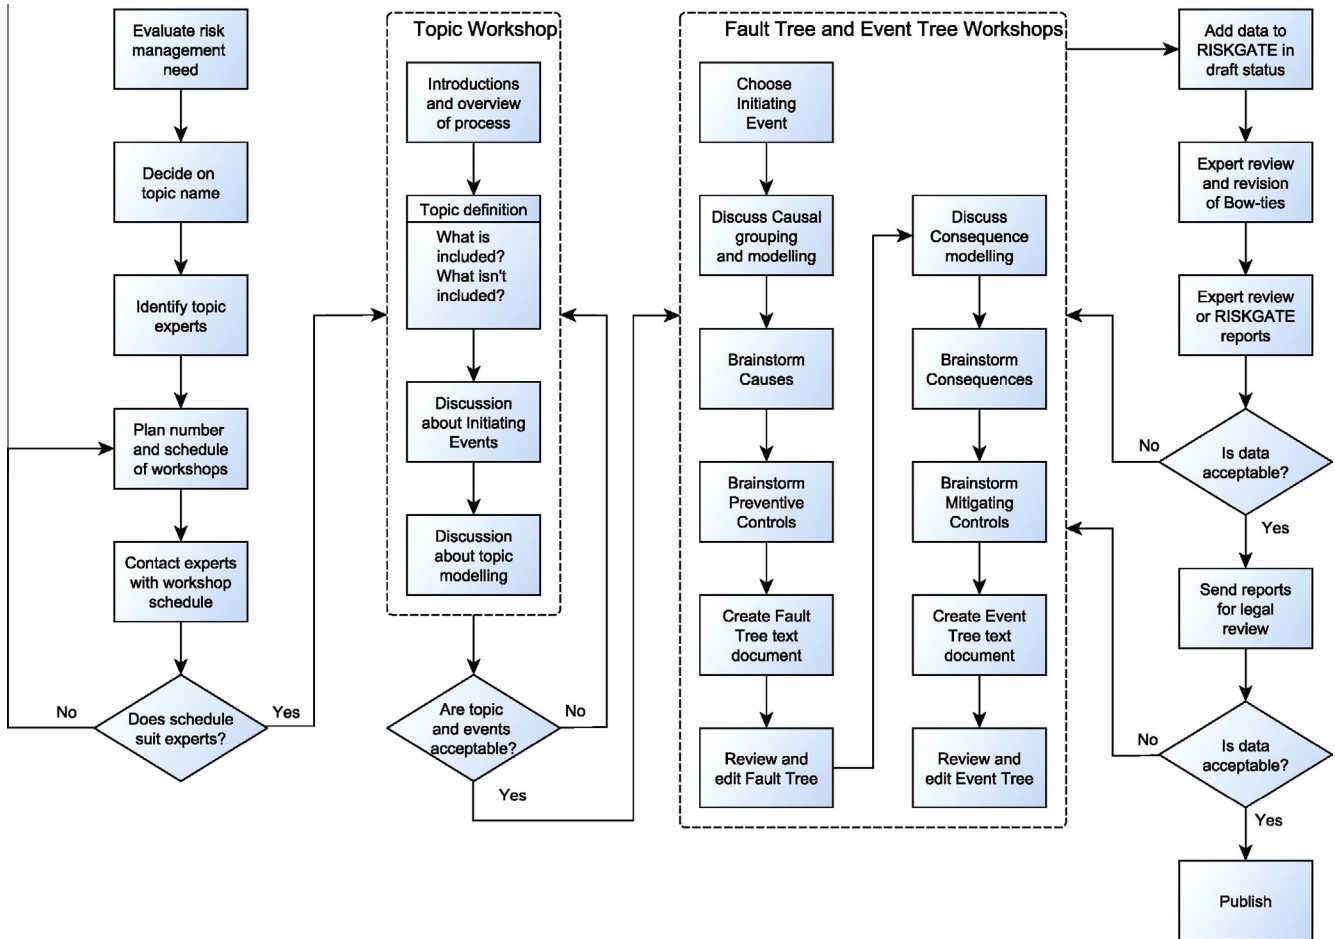 Evaluate risk
management
need
Decide on
topic name
Identify topic
experts
Plan number
and schedule
of workshops
Contact experts
with workshop
schedule
Does schedule
suit experts?
No
Yes
Topic Workshop
Introductions
and overview
of process
Topic definition
What is
included?
What isn't
included?
Discussion
about Initiating
Events
Discussion
about topic
modelling
Are topic
and events
acceptable?
No
Yes
Fault Tree and Event Tree Workshops
Choose
Initiating
Event
Discuss Causal
grouping
and modelling
Brainstorm
Causes
Brainstorm
Preventive
Controls
Create Fault
Tree text
document
Review and
edit Fault Tree
Discuss
Consequence
modelling
Brainstorm
Consequences
Brainstorm
Mitigating
Controls
Create Event
Tree text
document
Review and
edit Event Tree
Add data to
RISKGATE in
draft status
Expert review
and revision
of Bow-ties
Expert review
or RISKGATE
reports
Is data
acceptable?
No
Yes
Send reports
for legal
review
Is data
acceptable?
No
Yes
Publish